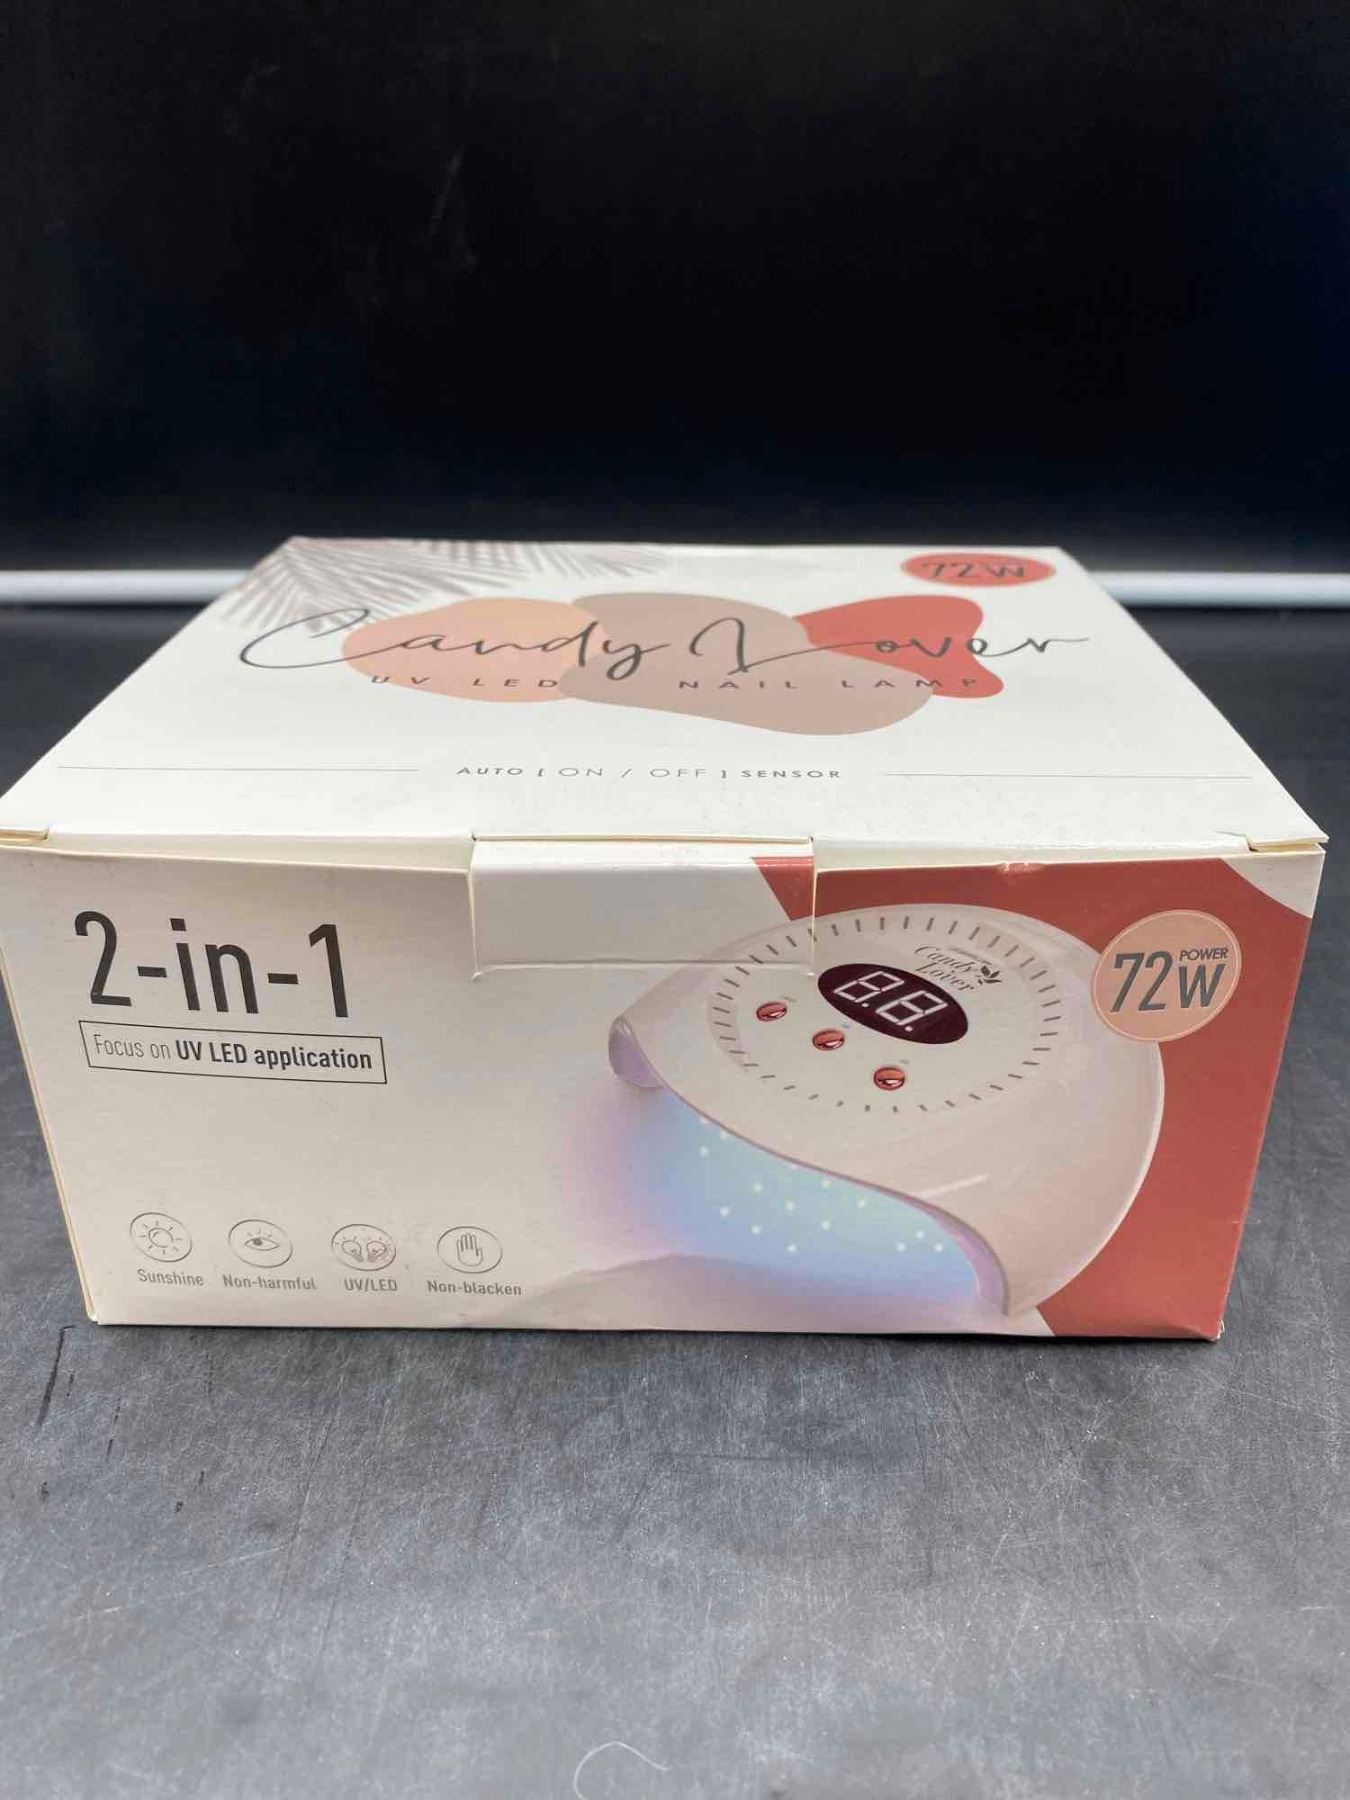 72W
Candy Lover
UV LED NAIL LAMP
AUTO [ ON / OFF ] SENSOR
2-in-1
Focus on UV LED application
Candy
Lover
88
POWER
72W
Sunshine
Non-harmful
UV/LED
Non-blacken